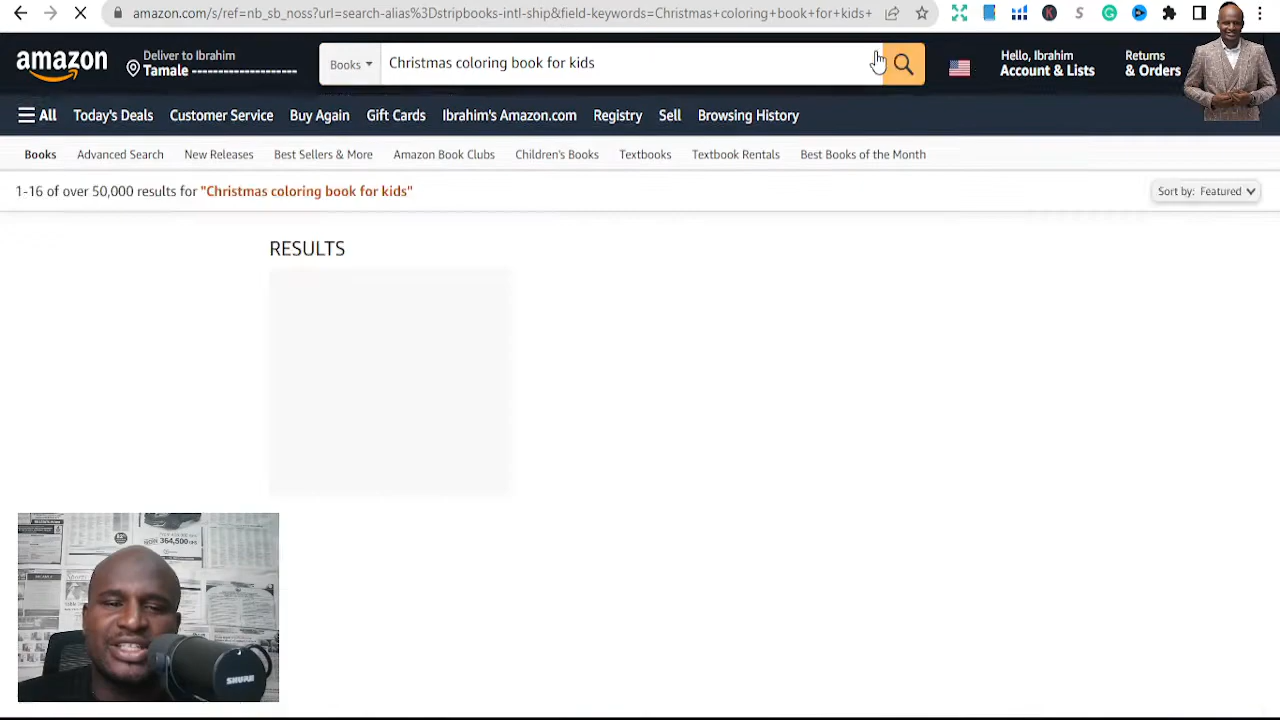 amazon.com/s/ref=nb_sb_noss?url=search-alias%3Dstripbooks-intl-ship&field-keywords=Christmas+coloring+book+for+kids+
amazon
Deliver to Ibrahim
Tamale ------------------
Books
Christmas coloring book for kids
Hello, Ibrahim
Account & Lists
Returns
& Orders
All
Today's Deals
Customer Service
Buy Again
Gift Cards
Ibrahim's Amazon.com
Registry
Sell
Browsing History
Books
Advanced Search
New Releases
Best Sellers & More
Amazon Book Clubs
Children's Books
Textbooks
Textbook Rentals
Best Books of the Month
1-16 of over 50,000 results for "Christmas coloring book for kids"
Sort by: Featured
RESULTS
364,500
SHURE